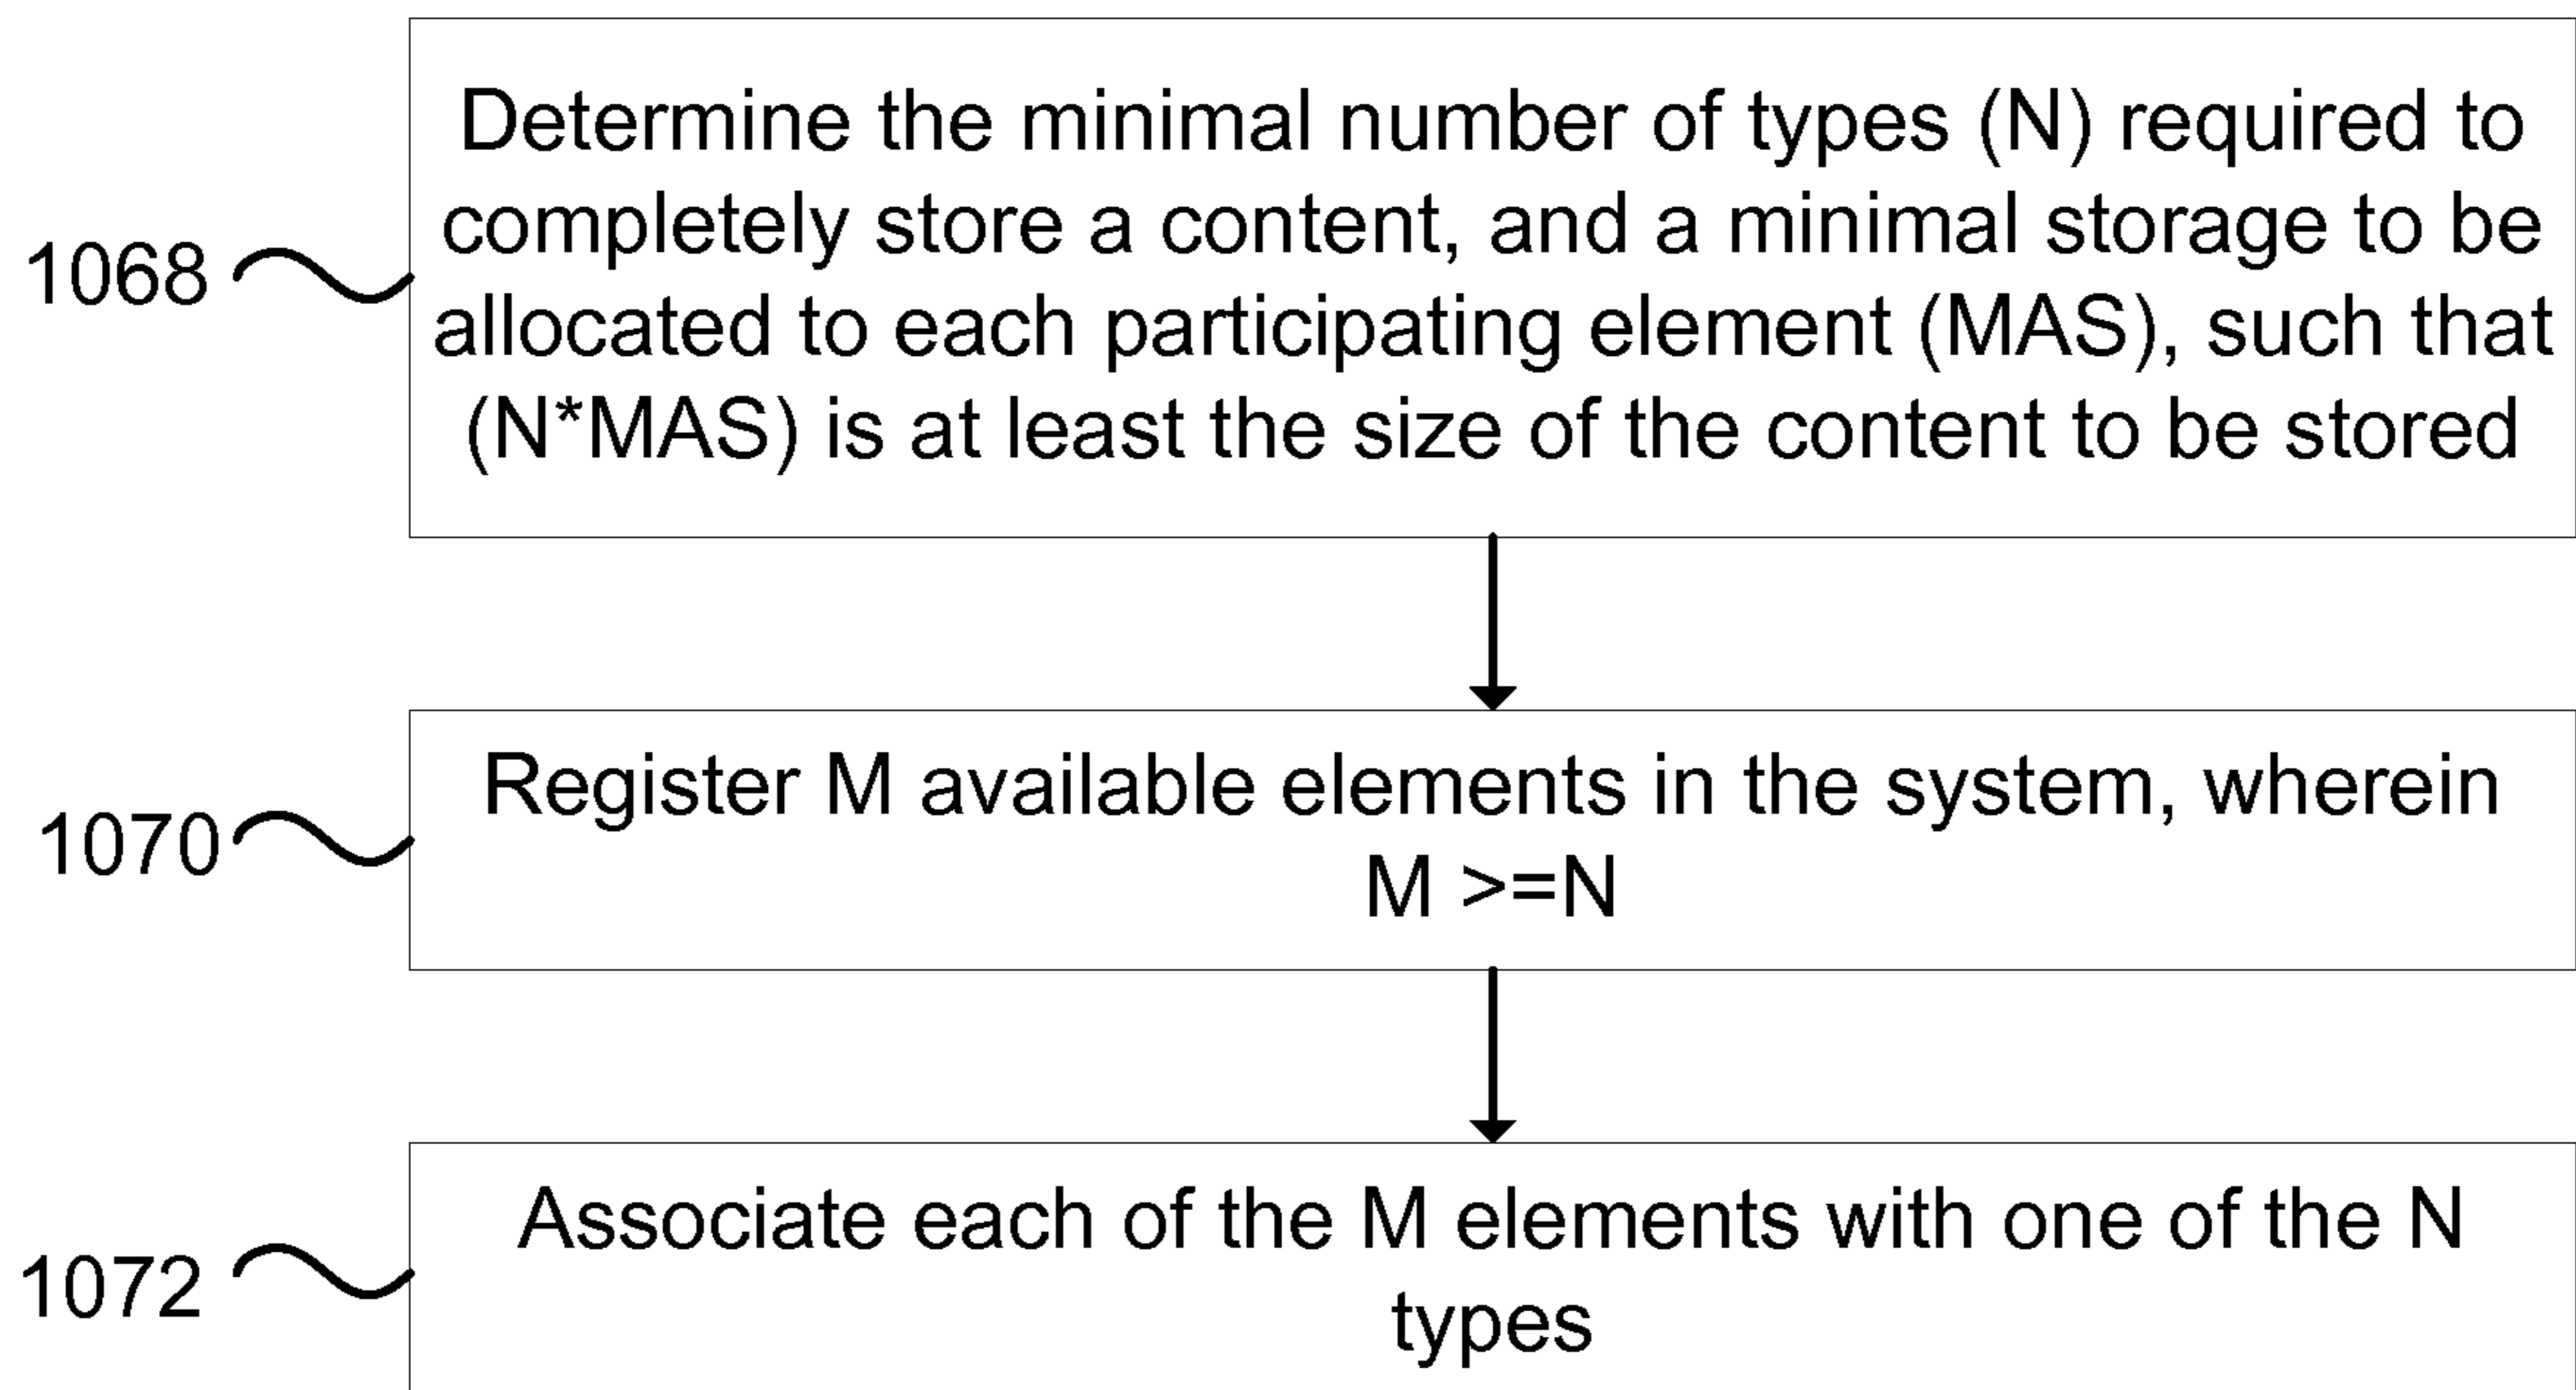 Determine the minimal number of types (N) required to
completely store a content, and a minimal storage to be
1068
allocated to each participating element (MAS), such that
(N*MAS) is at least the size of the content to be stored
Register M available elements in the system, wherein
1070
M >=N
Associate each of the M elements with one of the N
1072
types